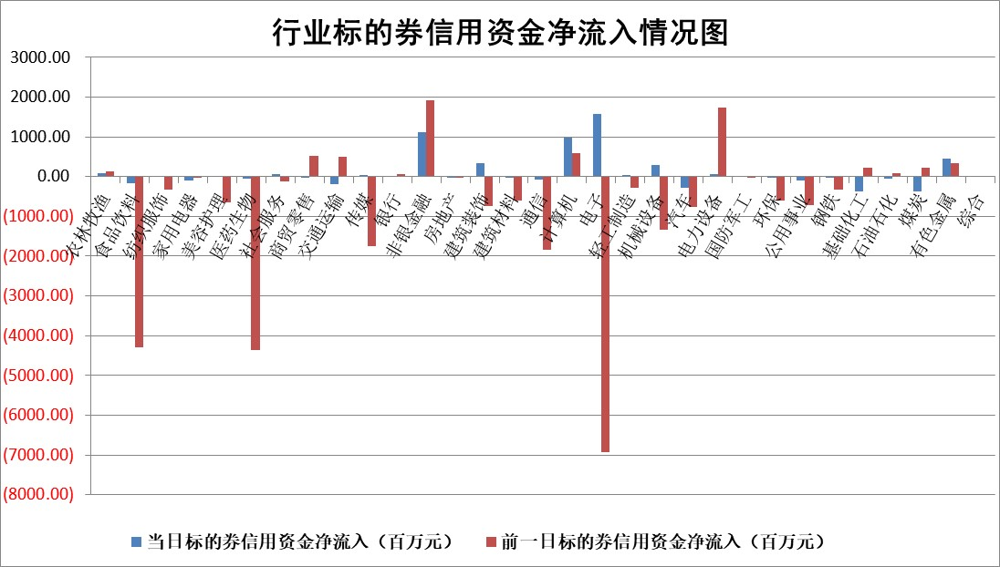 行业标的券信用资金净流入情况图
3000.00
2000.00
1000.00
0.00
(1000.00)
(2000.00)
(3000.00)
(4000.00)
(5000.00)
(6000.00)
(7000.00)
(8000.00)
农林牧渔
食品饮料
纺织服饰
家用电器
美容护理
医药生物
社会服务
商贸零售
交通运输
传媒
银行
非银金融
房地产
建筑装饰
建筑材料
通信
计算机
电子
轻工制造
机械设备
汽车
电力设备
国防军工
环保
公用事业
钢铁
基础化工
石油石化
煤炭
有色金属
综合
当日标的券信用资金净流入（百万元）
前一日标的券信用资金净流入（百万元）